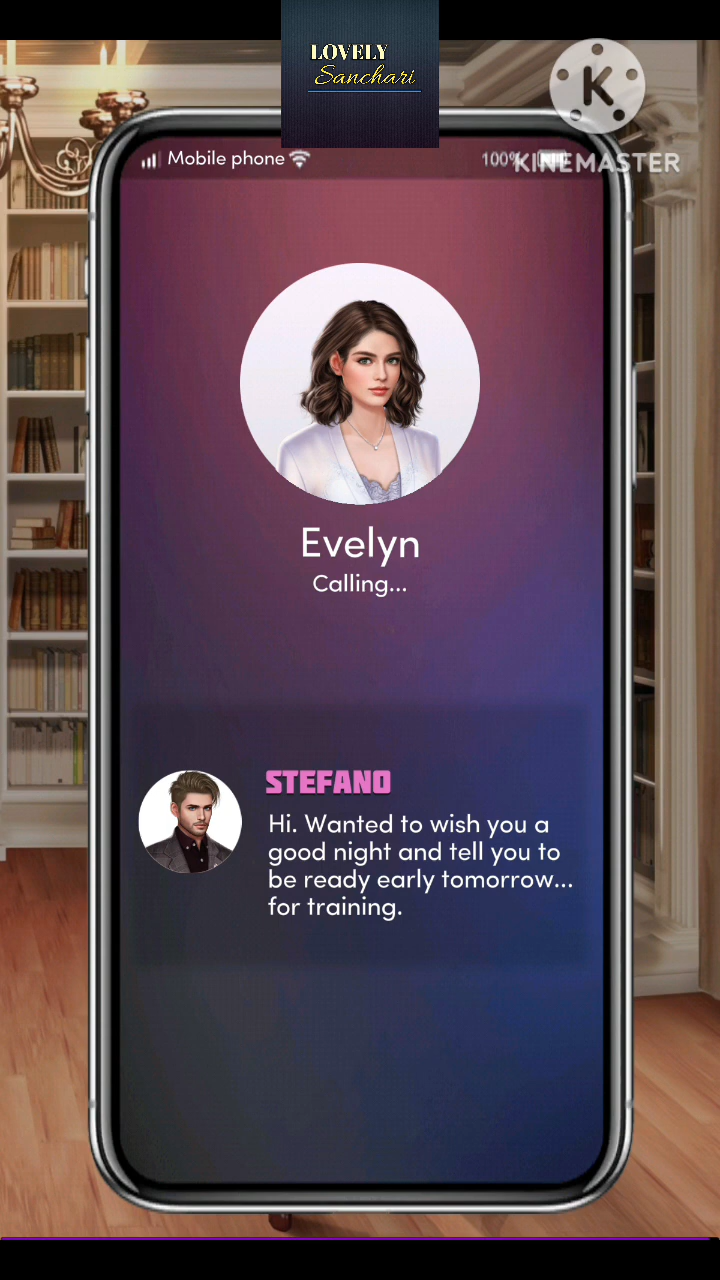 LOVELY
Sanchari
K
KINEMASTER
Mobile phone
100%
Evelyn
Calling...
STEFANO
Hi. Wanted to wish you a
good night and tell you to
be ready early tomorrow...
for training.